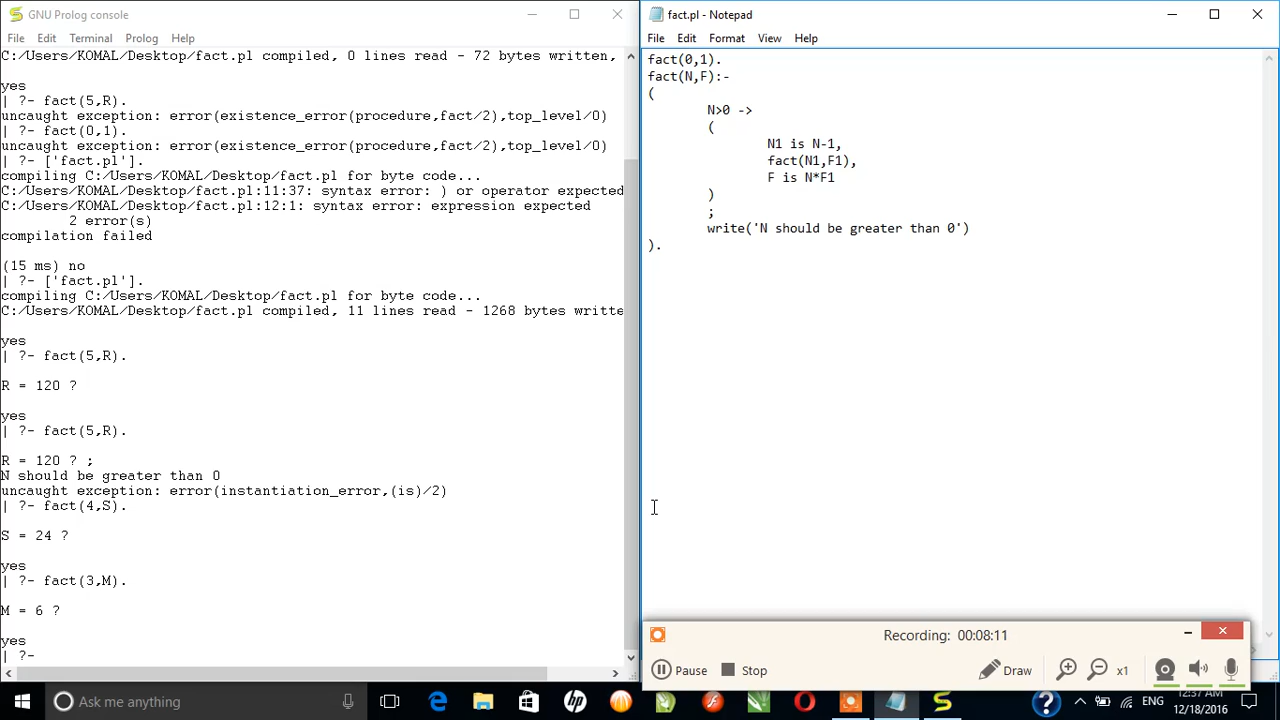 GNU Prolog console
File Edit Terminal Prolog Help
C:/Users/KOMAL/Desktop/fact.pl compiled, 0 lines read - 72 bytes written,
yes
| ?- fact(5,R).
uncaught exception: error(existence_error(procedure,fact/2),top_level/0)
| ?- fact(0,1).
uncaught exception: error(existence_error(procedure,fact/2),top_level/0)
| ?- ['fact.pl'].
compiling C:/Users/KOMAL/Desktop/fact.pl for byte code...
C:/Users/KOMAL/Desktop/fact.pl:11:37: syntax error: ) or operator expected
C:/Users/KOMAL/Desktop/fact.pl:12:1: syntax error: expression expected
2 error(s)
compilation failed
(15 ms) no
| ?- ['fact.pl'].
compiling C:/Users/KOMAL/Desktop/fact.pl for byte code...
C:/Users/KOMAL/Desktop/fact.pl compiled, 11 lines read - 1268 bytes writte
yes
| ?- fact(5,R).
R = 120 ?
yes
| ?- fact(5,R).
R = 120 ? ;
N should be greater than 0
uncaught exception: error(instantiation_error,(is)/2)
| ?- fact(4,S).
S = 24 ?
yes
| ?- fact(3,M).
M = 6 ?
yes
| ?-
fact.pl - Notepad
File Edit Format View Help
fact(0,1).
fact(N,F):-
(
N>0 ->
(
N1 is N-1,
fact(N1,F1),
F is N*F1
)
;
write('N should be greater than 0')
).
Recording: 00:08:11
Pause Stop Draw x1
Ask me anything
ENG
12:37 AM
12/18/2016